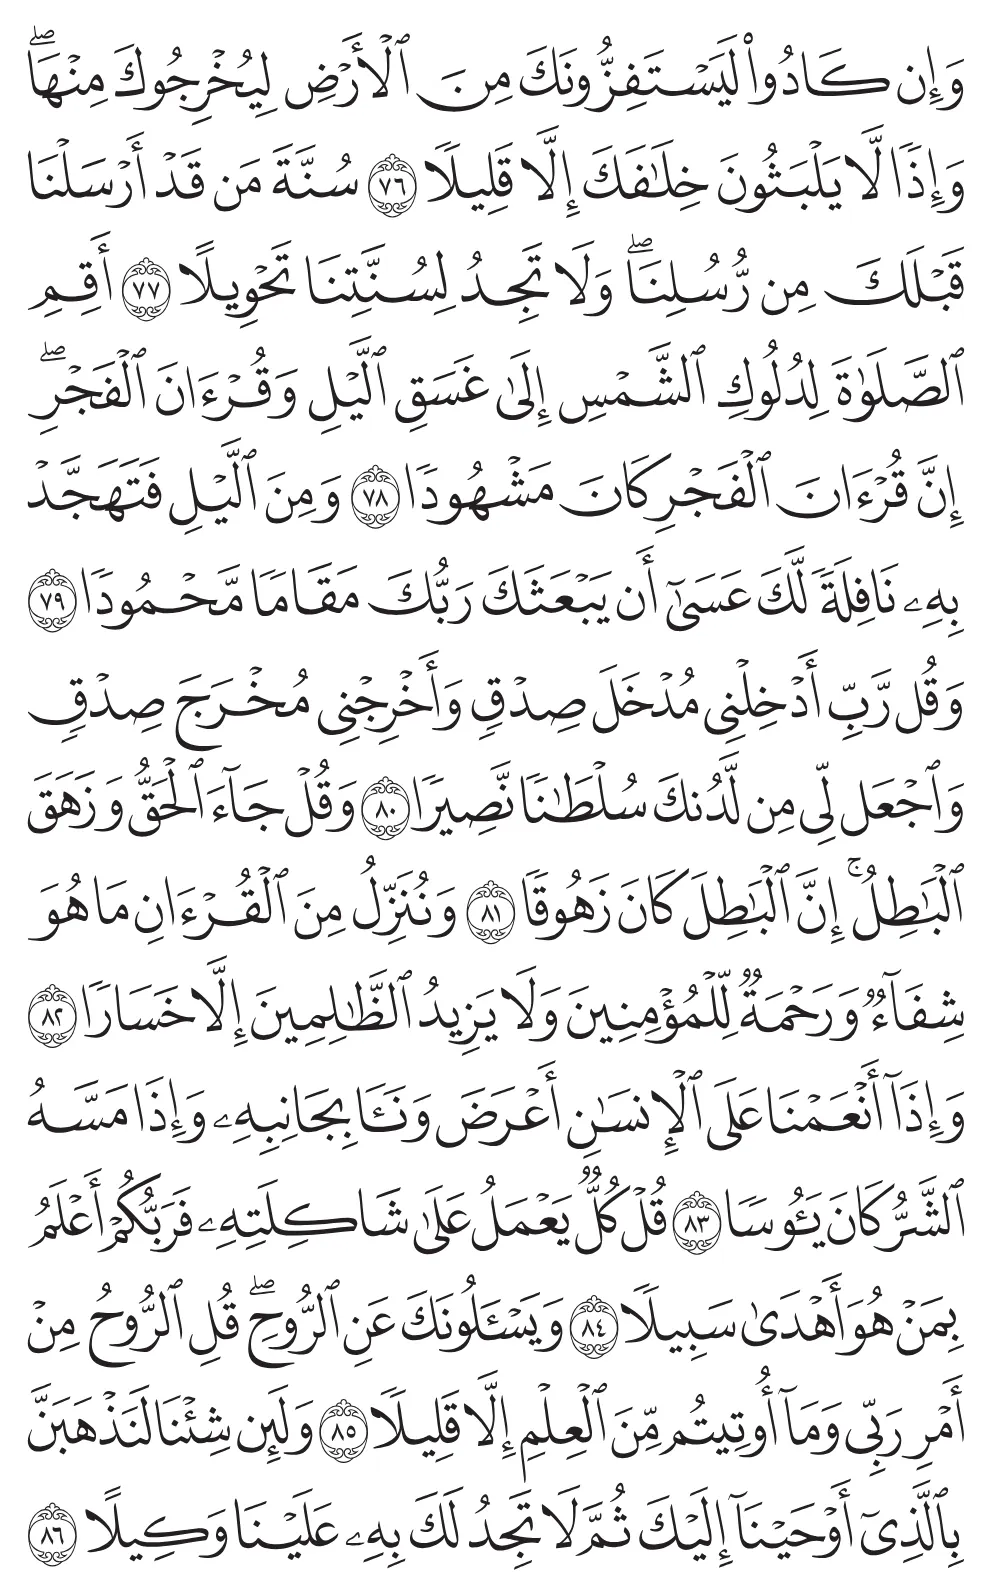 وَإِن كَادُوا۟ لَيَسْتَفِزُّونَكَ مِنَ ٱلْأَرْضِ لِيُخْرِجُوكَ مِنْهَا ۖ
وَإِذًا لَّا يَلْبَثُونَ خِلَٰفَكَ إِلَّا قَلِيلًا ٧٦ سُنَّةَ مَن قَدْ أَرْسَلْنَا
قَبْلَكَ مِن رُّسُلِنَا ۖ وَلَا تَجِدُ لِسُنَّتِنَا تَحْوِيلًا ٧٧ أَقِمِ
ٱلصَّلَوٰةَ لِدُلُوكِ ٱلشَّمْسِ إِلَىٰ غَسَقِ ٱلَّيْلِ وَقُرْءَانَ ٱلْفَجْرِ ۖ
إِنَّ قُرْءَانَ ٱلْفَجْرِ كَانَ مَشْهُودًا ٧٨ وَمِنَ ٱلَّيْلِ فَتَهَجَّدْ
بِهِۦ نَافِلَةً لَّكَ عَسَىٰٓ أَن يَبْعَثَكَ رَبُّكَ مَقَامًا مَّحْمُودًا ٧٩
وَقُل رَّبِّ أَدْخِلْنِى مُدْخَلَ صِدْقٍ وَأَخْرِجْنِى مُخْرَجَ صِدْقٍ
وَٱجْعَل لِّى مِن لَّدُنكَ سُلْطَٰنًا نَّصِيرًا ٨٠ وَقُلْ جَآءَ ٱلْحَقُّ وَزَهَقَ
ٱلْبَٰطِلُ ۚ إِنَّ ٱلْبَٰطِلَ كَانَ زَهُوقًا ٨١ وَنُنَزِّلُ مِنَ ٱلْقُرْءَانِ مَا هُوَ
شِفَآءٌ وَرَحْمَةٌ لِّلْمُؤْمِنِينَ وَلَا يَزِيدُ ٱلظَّٰلِمِينَ إِلَّا خَسَارًا ٨٢
وَإِذَآ أَنْعَمْنَا عَلَى ٱلْإِنسَٰنِ أَعْرَضَ وَنَـَٔا بِجَانِبِهِۦ وَإِذَا مَسَّهُ
ٱلشَّرُّ كَانَ يَـُٔوسًا ٨٣ قُلْ كُلٌّ يَعْمَلُ عَلَىٰ شَاكِلَتِهِۦ فَرَبُّكُمْ أَعْلَمُ
بِمَنْ هُوَ أَهْدَىٰ سَبِيلًا ٨٤ وَيَسْـَٔلُونَكَ عَنِ ٱلرُّوحِ ۖ قُلِ ٱلرُّوحُ مِنْ
أَمْرِ رَبِّى وَمَآ أُوتِيتُم مِّنَ ٱلْعِلْمِ إِلَّا قَلِيلًا ٨٥ وَلَئِن شِئْنَا لَنَذْهَبَنَّ
بِٱلَّذِىٓ أَوْحَيْنَآ إِلَيْكَ ثُمَّ لَا تَجِدُ لَكَ بِهِۦ عَلَيْنَا وَكِيلًا ٨٦